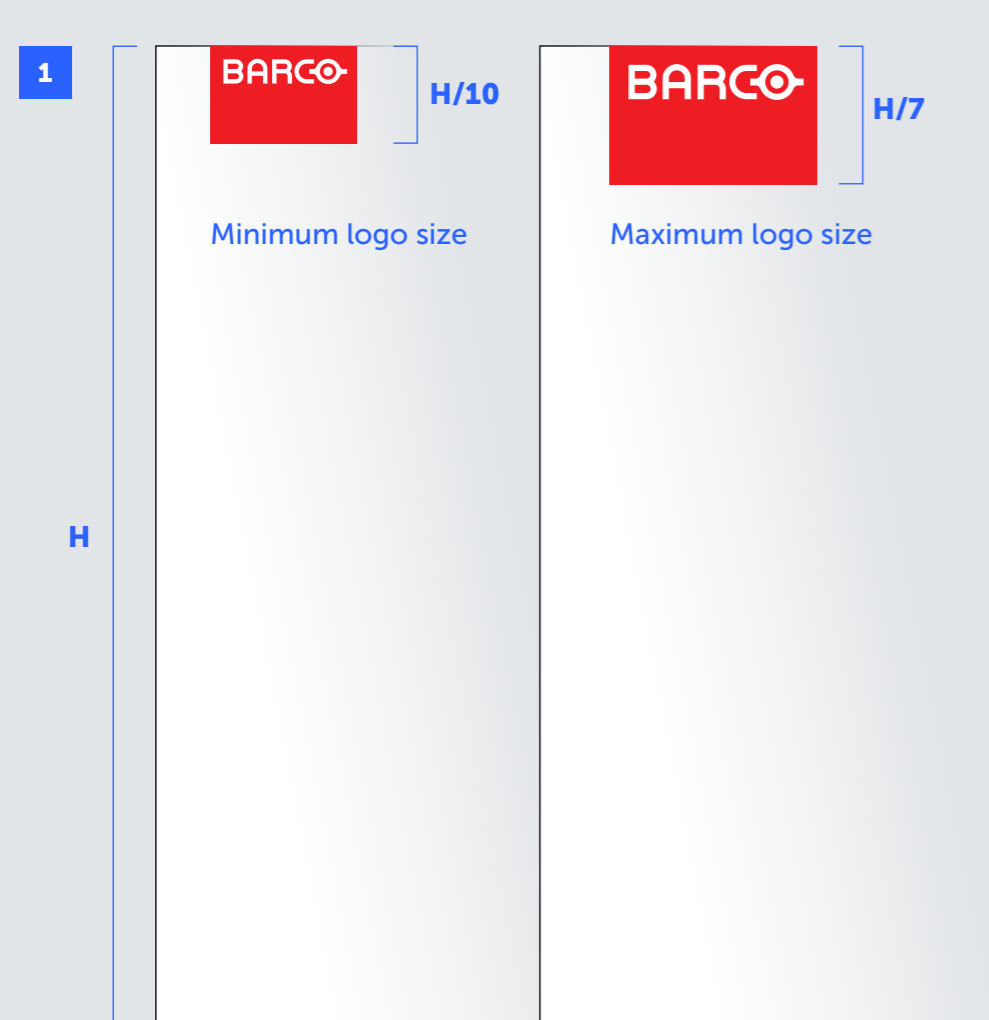 1
BARCO
H/10
BARCO
H/7
Minimum logo size
Maximum logo size
H